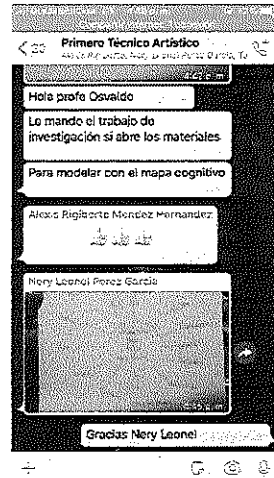 20
Primero Técnico Artístico
Hola profe Osvaldo
Le mando el trabajo de
investigación si abre los materiales
Para modelar con el mapa cognitivo
Alexis Rigiberto Mendez Hernandez
Nery Leonel Perez Garcia
Gracias Nery Leonel